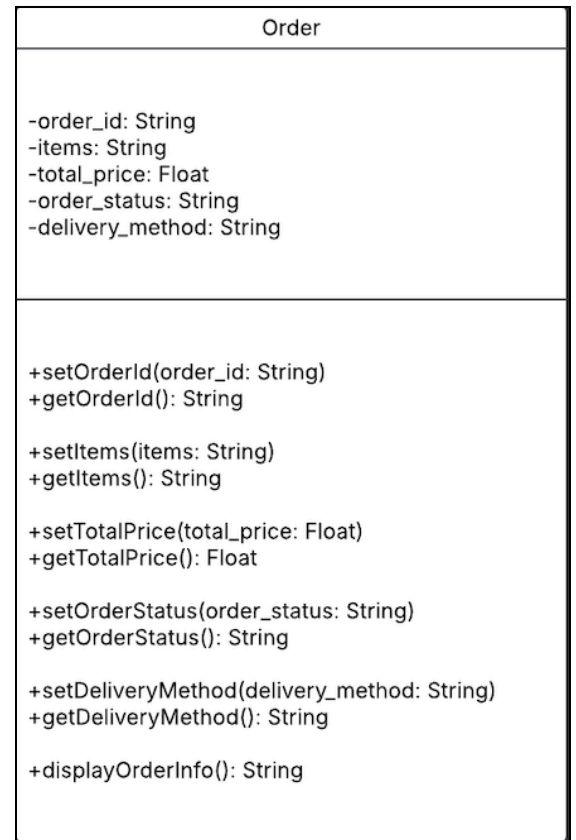 Order
-order_id: String
-items: String
-total_price: Float
-order_status: String
-delivery_method: String
+setOrderId(order_id: String)
+getOrderId(): String
+setItems(items: String)
+getItems(): String
+setTotalPrice(total_price: Float)
+getTotalPrice(): Float
+setOrderStatus(order_status: String)
+getOrderStatus(): String
+setDeliveryMethod(delivery_method: String)
+getDeliveryMethod(): String
+displayOrderInfo(): String